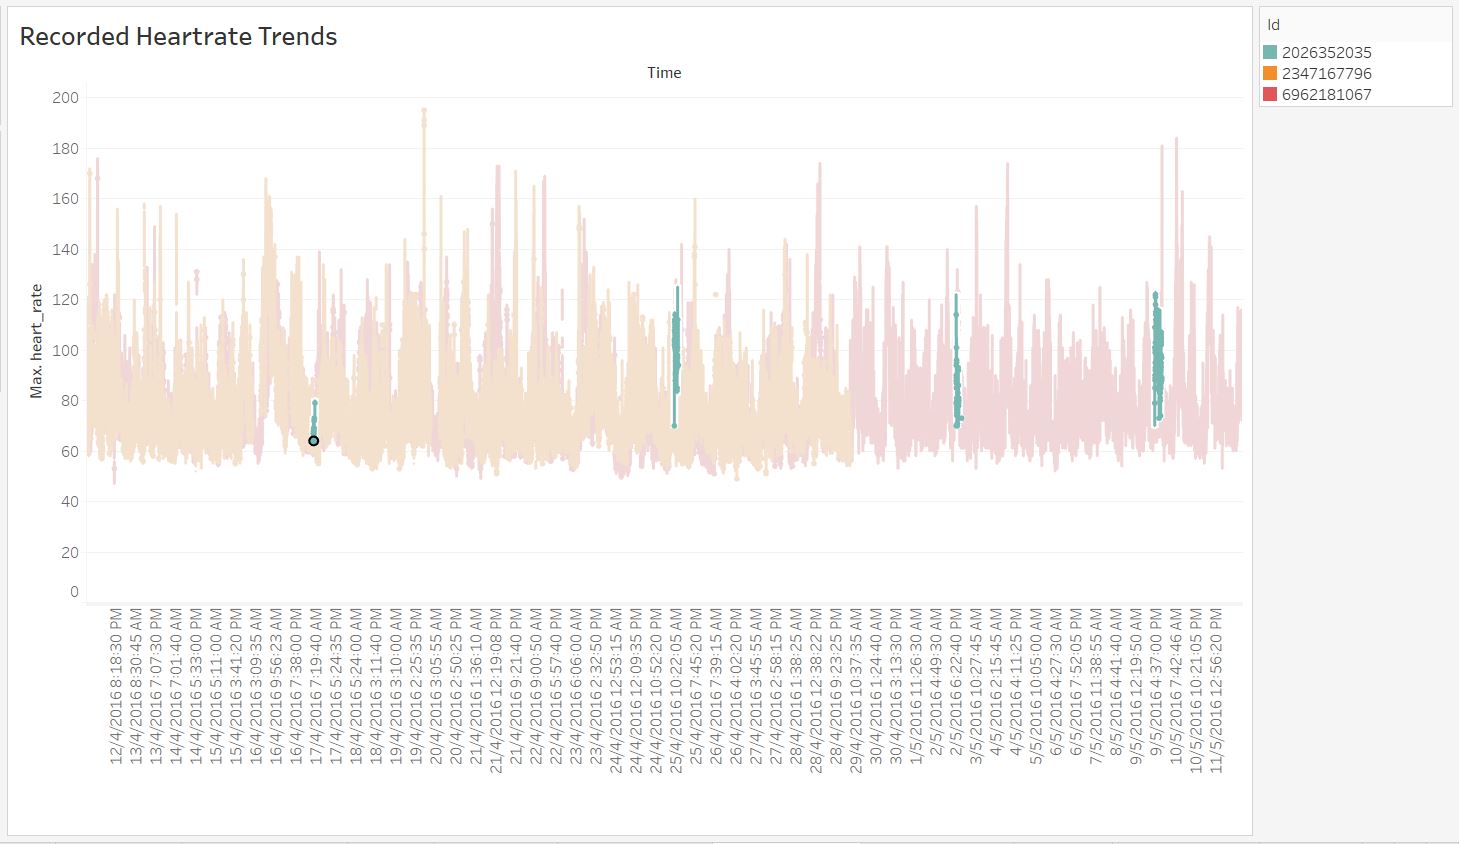 Recorded Heartrate Trends
Time
Max. heart_rate
200
180
160
140
120
100
80
60
40
20
0
12/4/2016 8:18:30 PM
13/4/2016 8:30:45 AM
13/4/2016 7:07:30 PM
14/4/2016 7:01:40 AM
14/4/2016 5:33:00 PM
15/4/2016 5:11:00 AM
15/4/2016 3:41:20 PM
16/4/2016 3:09:35 AM
16/4/2016 9:56:23 AM
16/4/2016 7:38:00 PM
17/4/2016 7:19:40 AM
17/4/2016 5:24:35 PM
18/4/2016 2:54:00 AM
18/4/2016 3:11:40 PM
19/4/2016 3:10:00 AM
19/4/2016 2:25:35 PM
20/4/2016 3:05:55 AM
20/4/2016 2:50:25 PM
21/4/2016 1:36:10 AM
21/4/2016 12:19:08 PM
21/4/2016 9:21:40 PM
22/4/2016 9:00:50 AM
22/4/2016 5:57:40 PM
23/4/2016 6:06:00 AM
23/4/2016 2:32:50 PM
24/4/2016 12:53:15 AM
24/4/2016 12:09:35 PM
24/4/2016 10:52:20 PM
25/4/2016 10:22:05 AM
25/4/2016 7:45:20 PM
26/4/2016 7:39:15 AM
26/4/2016 4:02:20 PM
27/4/2016 3:45:55 AM
27/4/2016 2:58:15 PM
28/4/2016 1:38:25 AM
28/4/2016 12:38:22 PM
28/4/2016 9:23:25 PM
29/4/2016 10:37:35 AM
30/4/2016 1:24:40 AM
30/4/2016 3:13:30 PM
1/5/2016 11:26:30 AM
2/5/2016 4:49:30 AM
2/5/2016 6:22:40 PM
3/5/2016 10:27:45 AM
4/5/2016 2:15:45 AM
4/5/2016 4:11:25 PM
5/5/2016 10:05:00 AM
6/5/2016 4:27:30 AM
6/5/2016 7:52:05 PM
7/5/2016 11:38:55 AM
8/5/2016 4:41:40 AM
9/5/2016 12:19:50 AM
9/5/2016 4:37:00 PM
10/5/2016 7:42:46 AM
10/5/2016 10:21:05 PM
11/5/2016 12:56:20 PM
Id
2026352035
2347167796
6962181067